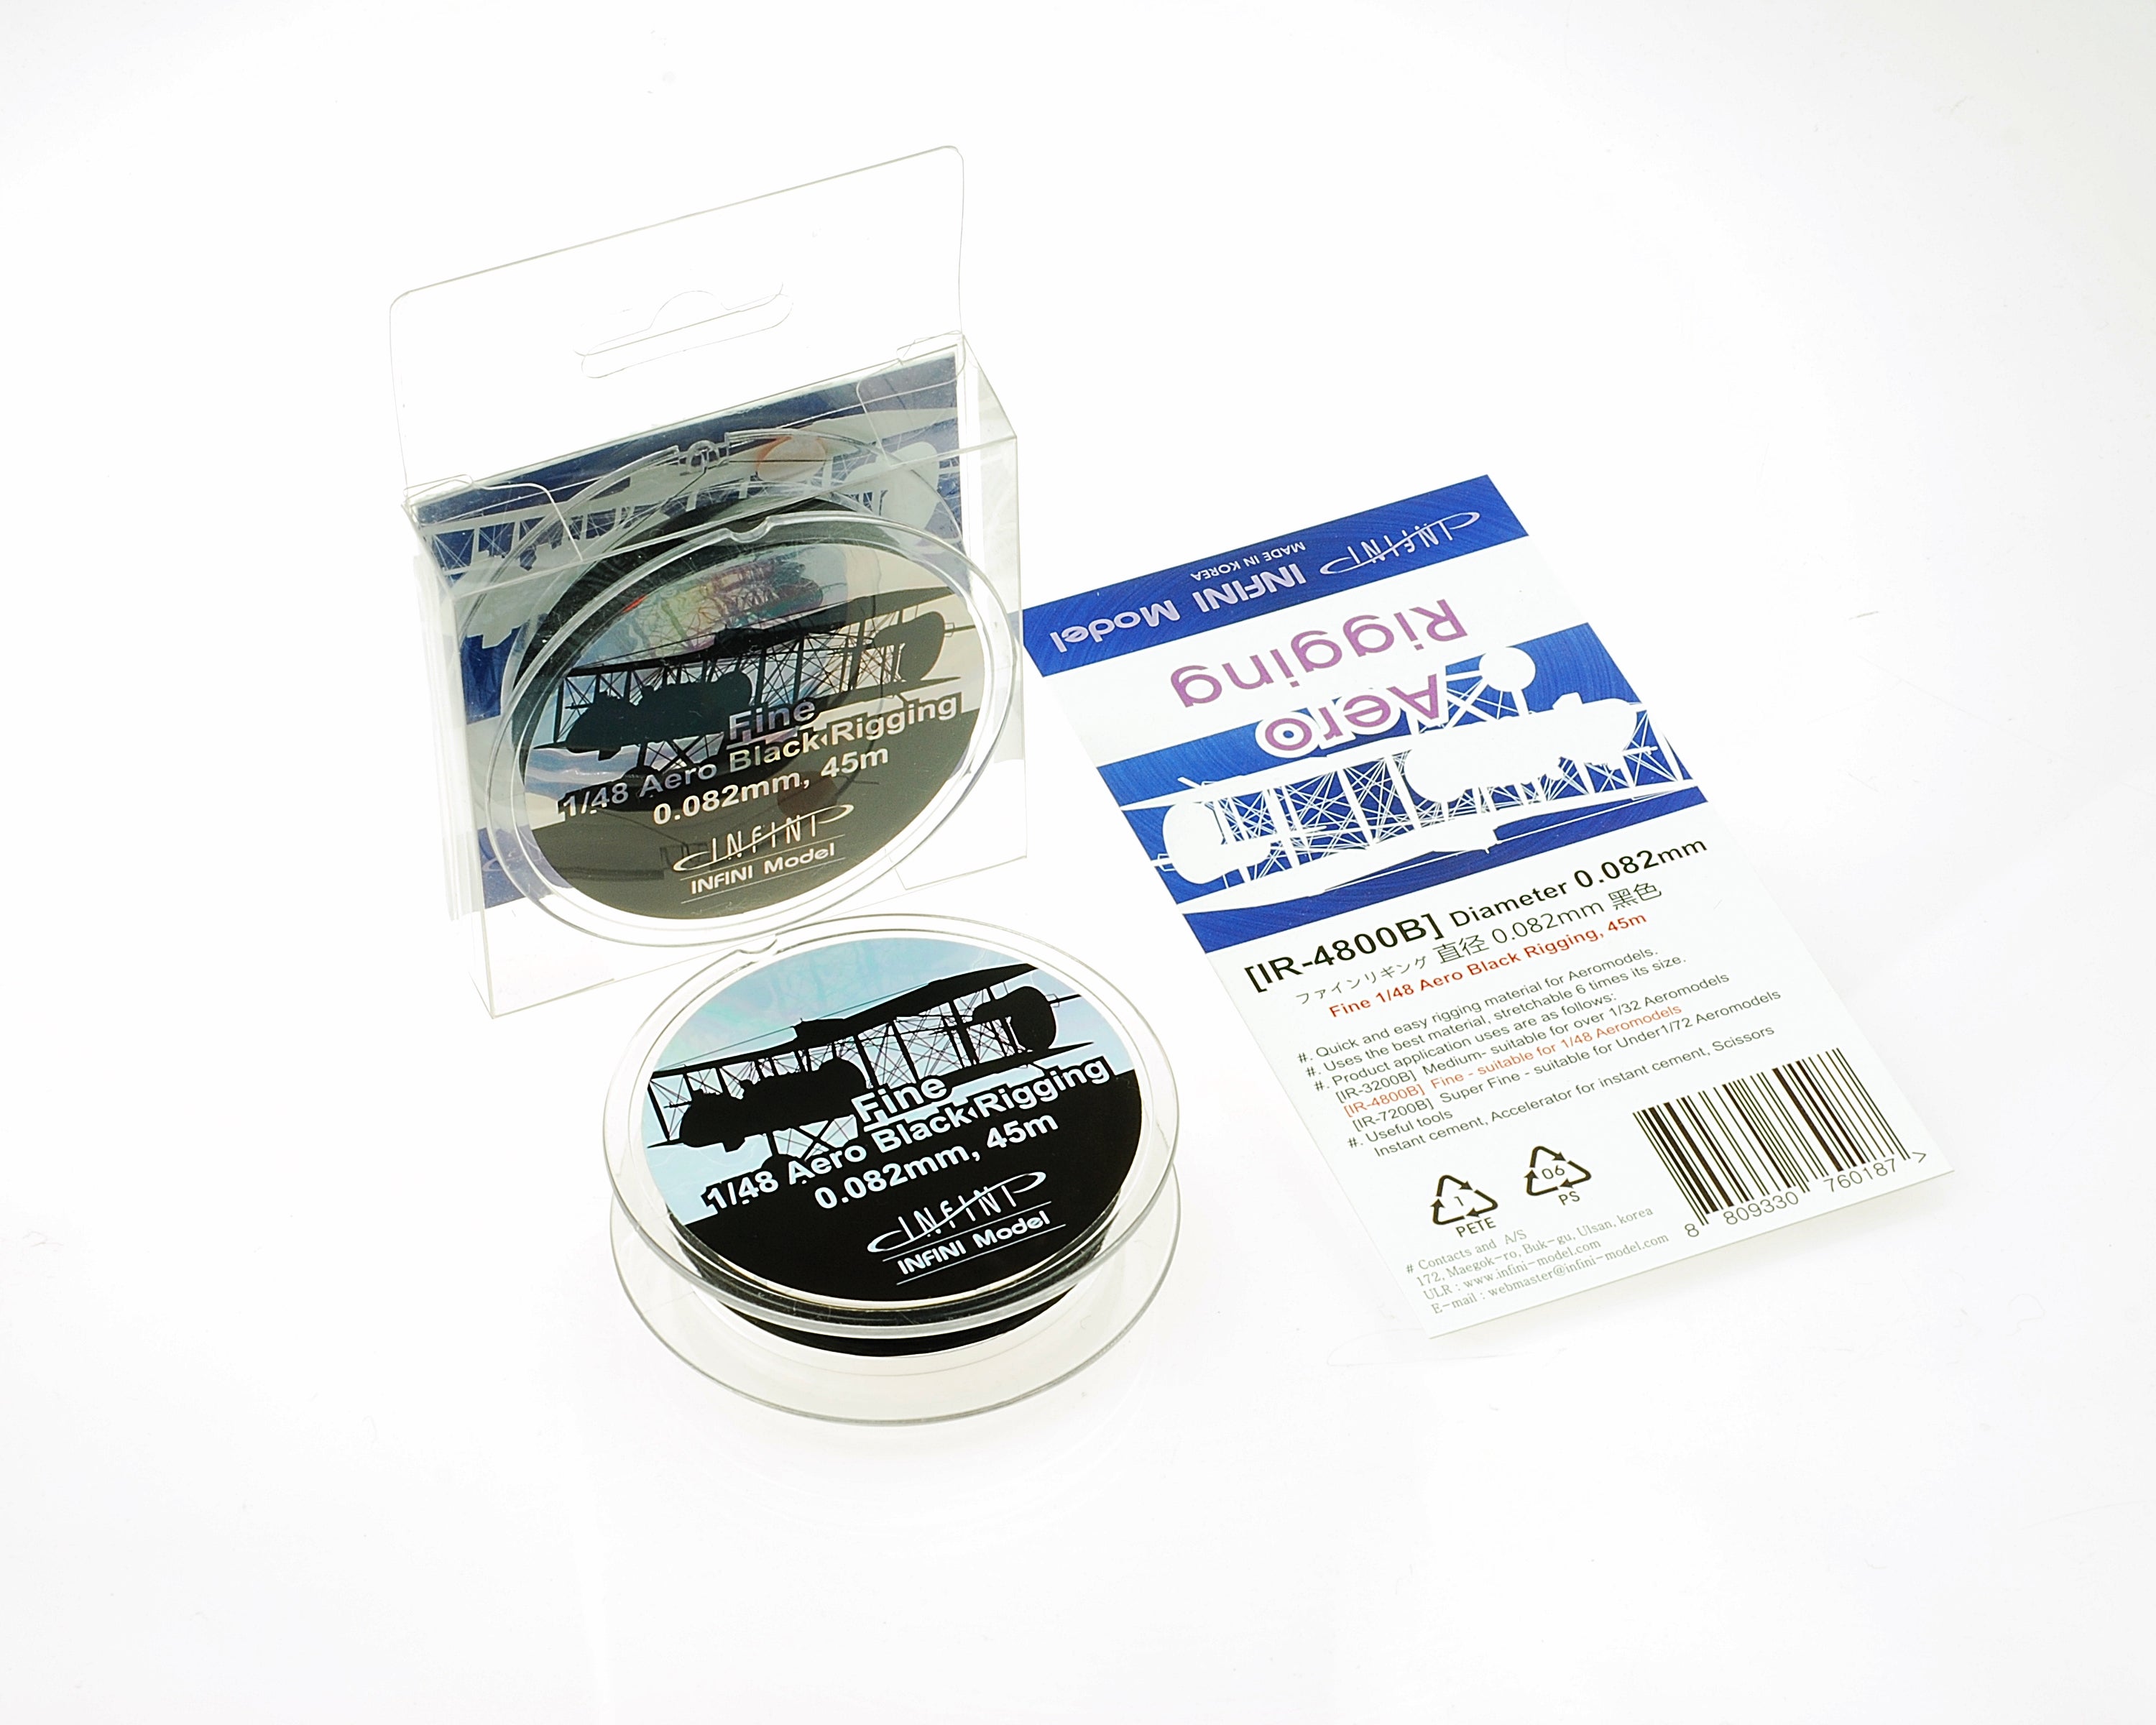 Fine
1/48 Aero Black Rigging
0.082mm, 45m
INFINI
INFINI Model
Fine
1/48 Aero Black Rigging
0.082mm, 45m
INFINI
INFINI Model
INFINI
INFINI Model
MADE IN KOREA
Aero
Rigging
[IR-4800B] Diameter 0.082mm
ファインリギング 直径 0.082mm 黑色
Fine 1/48 Aero Black Rigging, 45m
#. Quick and easy rigging material for Aeromodels.
#. Uses the best material, stretchable 6 times its size.
#. Product application uses are as follows:
[IR-3200B] Medium- suitable for over 1/32 Aeromodels
[IR-4800B] Fine - suitable for 1/48 Aeromodels
[IR-7200B] Super Fine - suitable for Under1/72 Aeromodels
#. Useful tools
Instant cement, Accelerator for instant cement, Scissors
1
PETE
06
PS
8 809330 760187 >
# Contacts and A/S
172, Maegok-ro, Buk-gu, Ulsan, korea
ULR : www.infini-model.com
E-mail : webmaster@infini-model.com